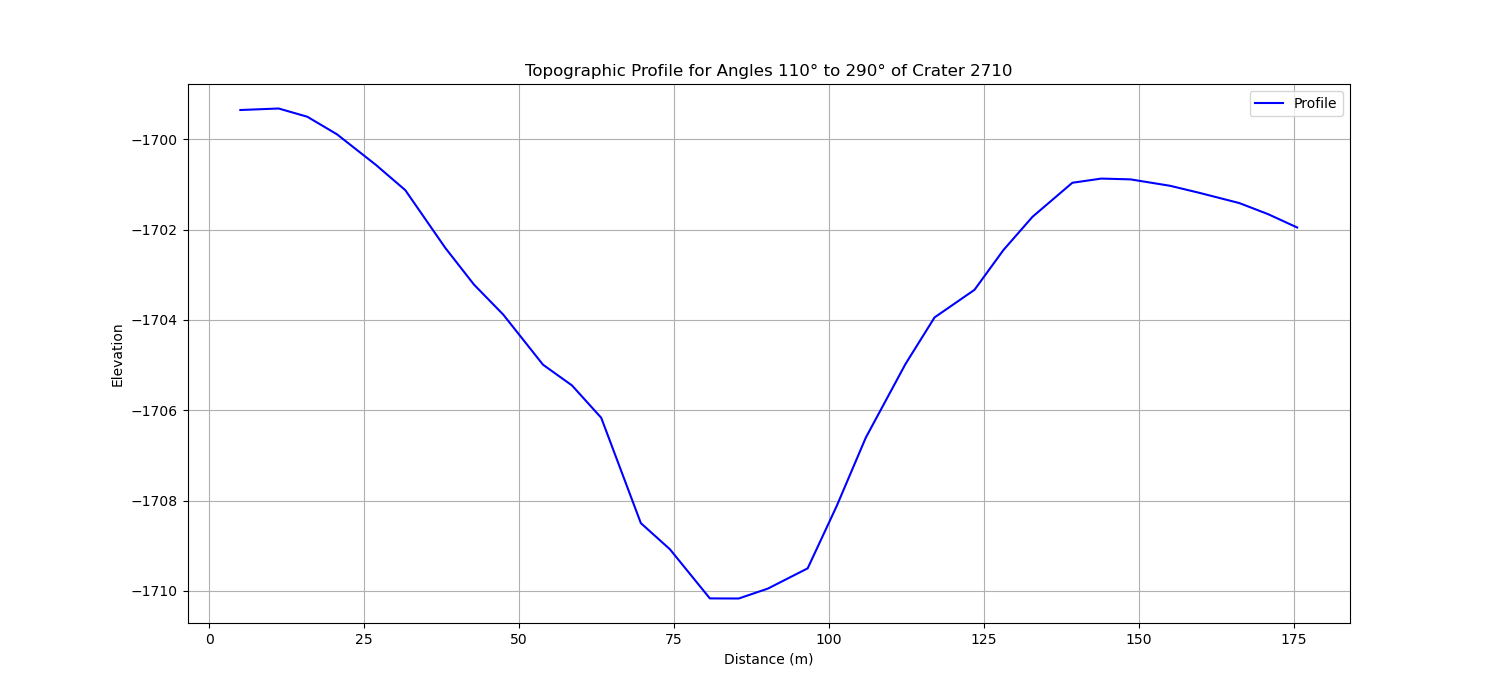 Topographic Profile for Angles 110° to 290° of Crater 2710
Profile
−1700
−1702
−1704
−1706
−1708
−1710
Elevation
0 25 50 75 100 125 150 175
Distance (m)